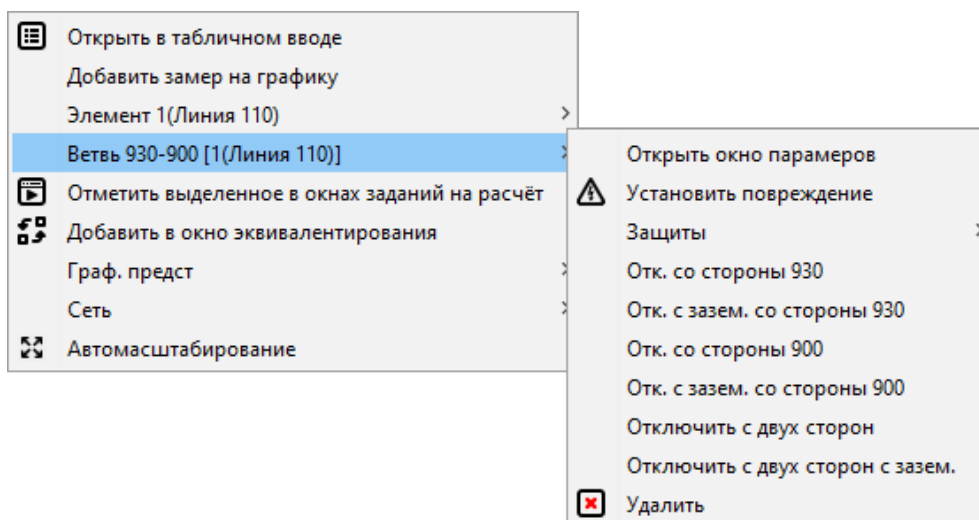 Открыть в табличном вводе
Добавить замер на графику
Элемент 1(Линия 110)
Ветвь 930-900 [1(Линия 110)]
Отметить выделенное в окнах заданий на расчёт
Добавить в окно эквивалентирования
Граф. предст
Сеть
Автомасштабирование
Открыть окно парамеров
Установить повреждение
Защиты
Отк. со стороны 930
Отк. с зазем. со стороны 930
Отк. со стороны 900
Отк. с зазем. со стороны 900
Отключить с двух сторон
Отключить с двух сторон с зазем.
Удалить